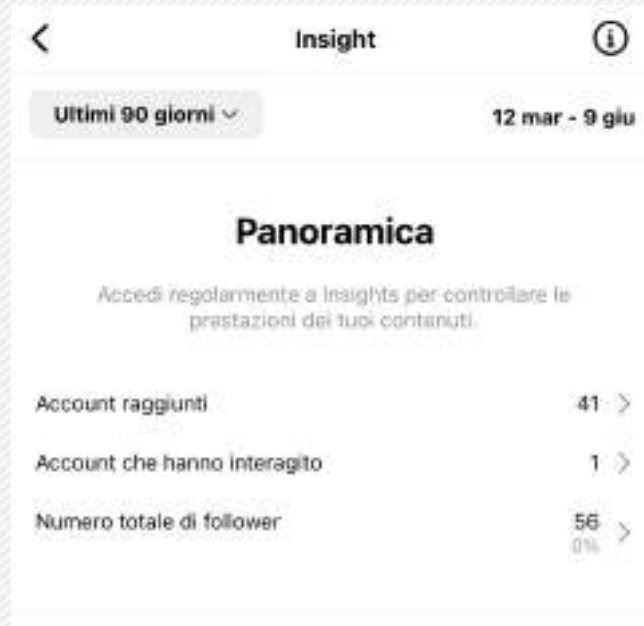 Insight
Ultimi 90 giorni
12 mar - 9 giu
Panoramica
Accedi regolarmente a Insights per controllare le
prestazioni dei tuoi contenuti.
Account raggiunti 41
Account che hanno interagito 1
Numero totale di follower 56
0%